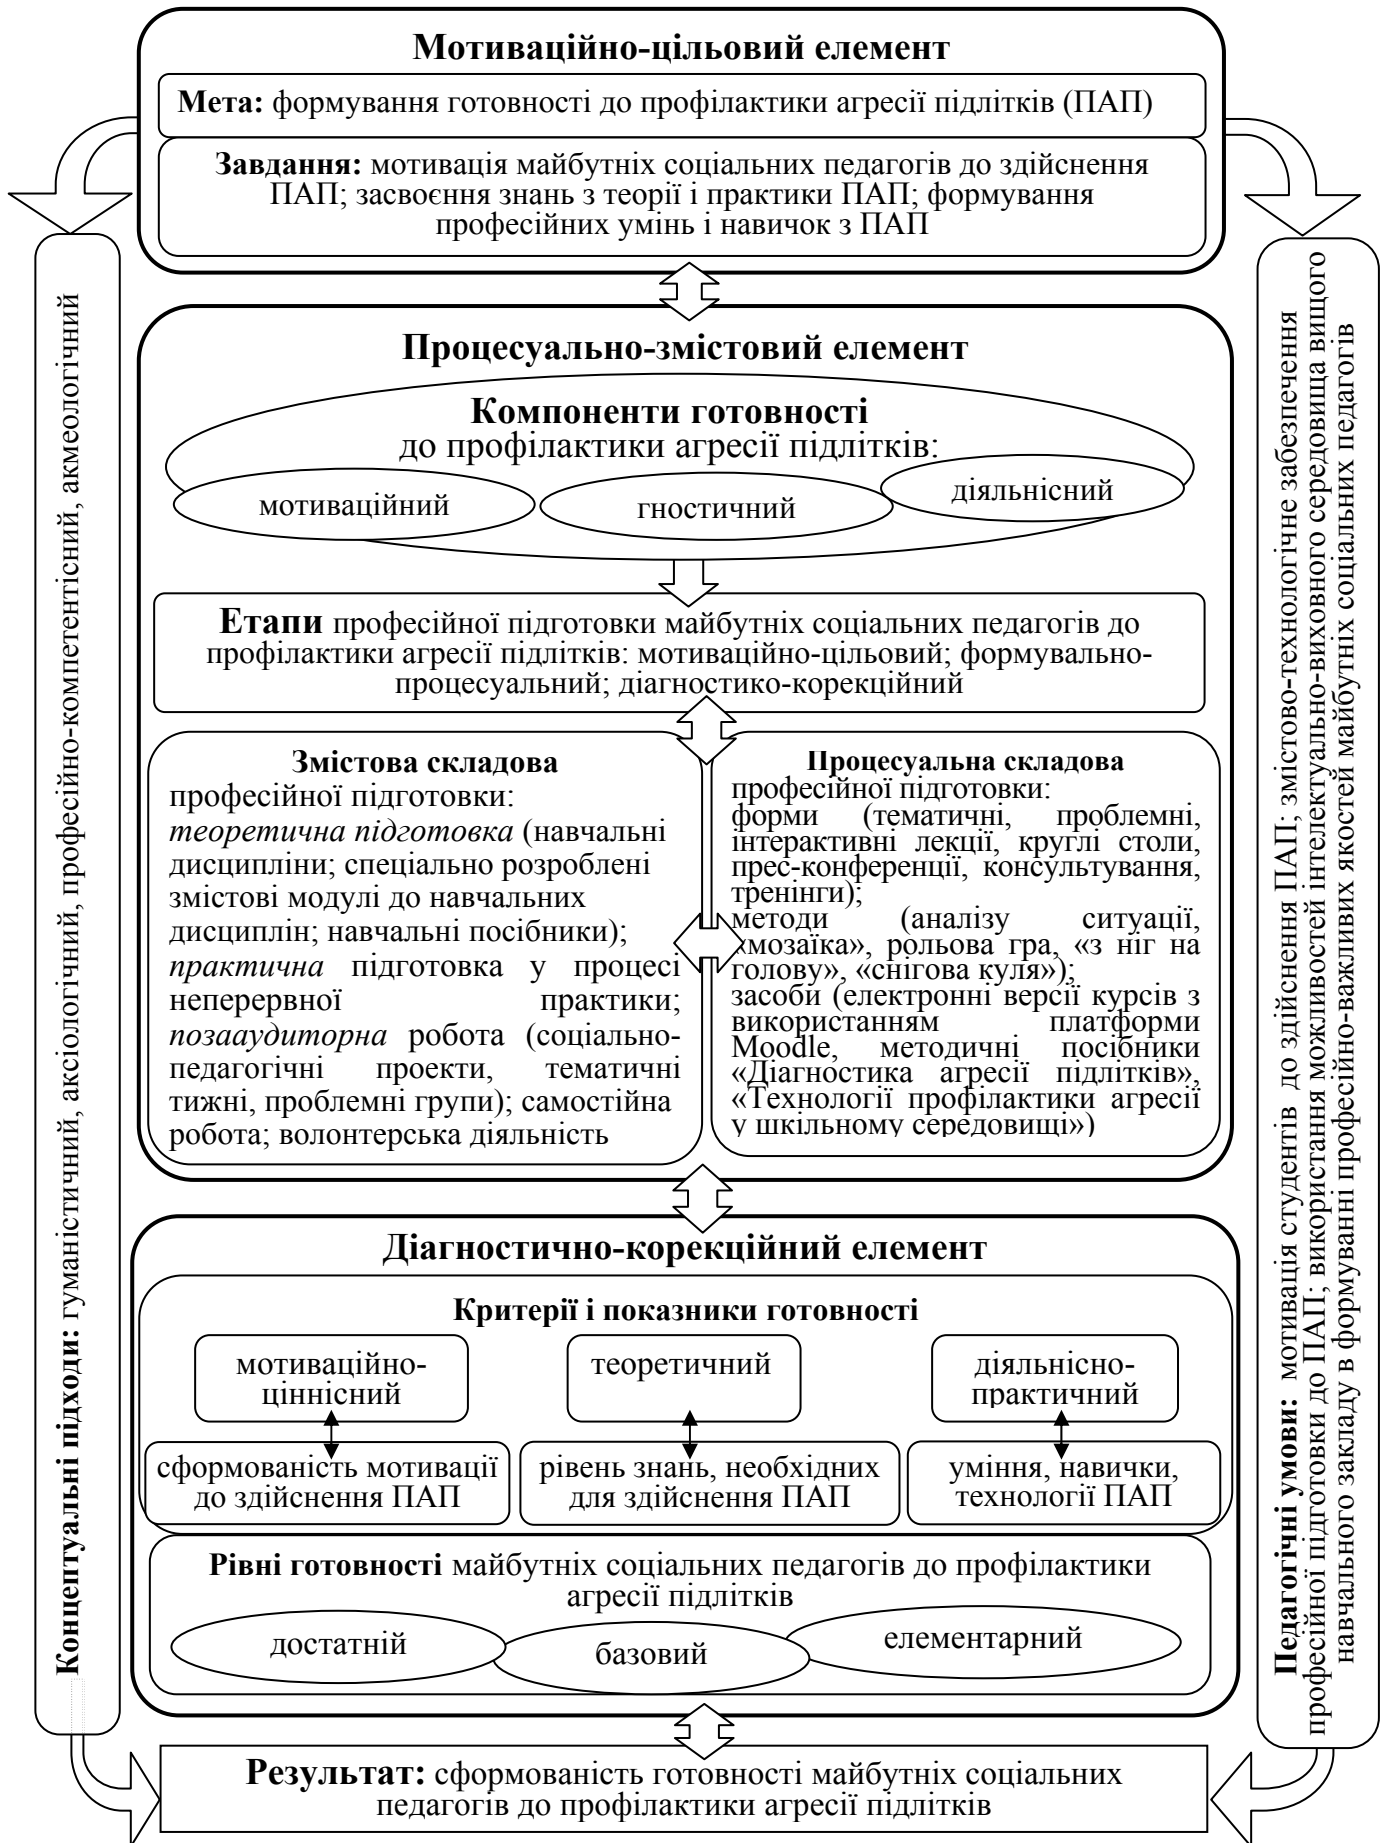 Мотиваційно-цільовий елемент
Мета: формування готовності до профілактики агресії підлітків (ПАП)
Завдання: мотивація майбутніх соціальних педагогів до здійснення
ПАП; засвоєння знань з теорії і практики ПАП; формування
професійних умінь і навичок з ПАП
Концептуальні підходи: гуманістичний, аксіологічний, професійно-компетентісний, акмеологічний
Процесуально-змістовий елемент
Компоненти готовності
до профілактики агресії підлітків:
мотиваційний
гностичний
діяльнісний
Етапи професійної підготовки майбутніх соціальних педагогів до
профілактики агресії підлітків: мотиваційно-цільовий; формувально-
процесуальний; діагностико-корекційний
Змістова складова
професійної підготовки:
теоретична підготовка (навчальні
дисципліни; спеціально розроблені
змістові модулі до навчальних
дисциплін; навчальні посібники);
практична підготовка у процесі
неперервної практики;
позааудиторна робота (соціально-
педагогічні проекти, тематичні
тижні, проблемні групи); самостійна
робота; волонтерська діяльність
Процесуальна складова
професійної підготовки:
форми (тематичні, проблемні,
інтерактивні лекції, круглі столи,
прес-конференції, консультування,
тренінги);
методи (аналізу ситуації,
«мозаїка», рольова гра, «з ніг на
голову», «снігова куля»);
засоби (електронні версії курсів з
використанням платформи
Moodle, методичні посібники
«Діагностика агресії підлітків»,
«Технології профілактики агресії
у шкільному середовищі»)
Педагогічні умови: мотивація студентів до здійснення ПАП; змістово-технологічне забезпечення
професійної підготовки до ПАП; використання можливостей інтелектуально-виховного середовища вищого
навчального закладу в формуванні професійно-важливих якостей майбутніх соціальних педагогів
Діагностично-корекційний елемент
Критерії і показники готовності
мотиваційно-
ціннісний
теоретичний
діяльнісно-
практичний
сформованість мотивації
до здійснення ПАП
рівень знань, необхідних
для здійснення ПАП
уміння, навички,
технології ПАП
Рівні готовності майбутніх соціальних педагогів до профілактики
агресії підлітків
достатній
базовий
елементарний
Результат: сформованість готовності майбутніх соціальних
педагогів до профілактики агресії підлітків